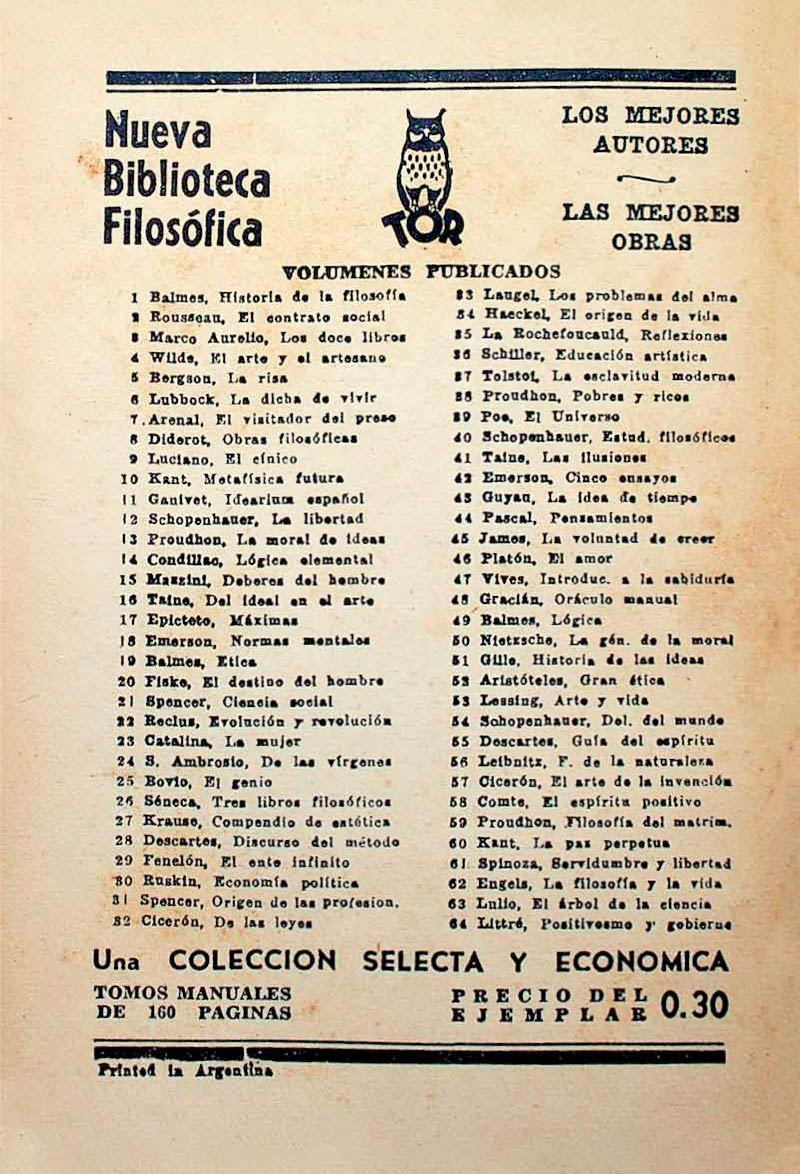 Nueva
Biblioteca
Filosófica
TOR
LOS MEJORES
AUTORES
LAS MEJORES
OBRAS
VOLUMENES PUBLICADOS
1 Balmes, Historia de la filosofía
2 Rousseau, El contrato social
3 Marco Aurelio, Los doce libros
4 Wilde, El arte y el artesano
5 Bergson, La risa
6 Lubbock, La dicha de vivir
7. Arenal, El visitador del preso
8 Diderot, Obras filosóficas
9 Luciano, El cínico
10 Kant, Metafísica futura
11 Ganivet, Idearium español
12 Schopenhauer, La libertad
13 Proudhon, La moral de ideas
14 Condillac, Lógica elemental
15 Mazzini, Deberes del hombre
16 Taine, Del ideal en el arte
17 Epicteto, Máximas
18 Emerson, Normas mentales
19 Balmes, Etica
20 Fiske, El destino del hombre
21 Spencer, Ciencia social
22 Reclus, Evolución y revolución
23 Catalina, La mujer
24 S. Ambrosio, De las vírgenes
25 Bovio, El genio
26 Séneca, Tres libros filosóficos
27 Krause, Compendio de estética
28 Descartes, Discurso del método
29 Fenelón, El ente infinito
30 Ruskin, Economía política
31 Spencer, Origen de las profesion.
32 Cicerón, De las leyes
33 Laugel, Los problemas del alma
34 Haeckel, El origen de la vida
35 La Rochefoucauld, Reflexiones
36 Schiller, Educación artística
37 Tolstoi, La esclavitud moderna
38 Proudhon, Pobres y ricos
39 Poe, El Universo
40 Schopenhauer, Estud. filosóficos
41 Taine, Las ilusiones
42 Emerson, Cinco ensayos
43 Guyau, La idea de tiempo
44 Pascal, Pensamientos
45 James, La voluntad de creer
46 Platón, El amor
47 Vives, Introduc. a la sabiduría
48 Gracián, Oráculo manual
49 Balmes, Lógica
50 Nietzsche, La gén. de la moral
51 Gille, Historia de las ideas
52 Aristóteles, Gran ética
53 Lessing, Arte y vida
54 Schopenhauer, Del. del mundo
55 Descartes, Guía del espíritu
56 Leibnitz, F. de la naturaleza
57 Cicerón, El arte de la invención
58 Comte, El espíritu positivo
59 Proudhon, Filosofía del matrim.
60 Kant, La paz perpetua
61 Spinoza, Servidumbre y libertad
62 Engels, La filosofía y la vida
63 Lulio, El árbol de la ciencia
64 Littré, Positivesmo y gobierno
Una COLECCION SELECTA Y ECONOMICA
TOMOS MANUALES
DE 160 PAGINAS
PRECIO DEL
EJEMPLAR 0.30
Printed in Argentina